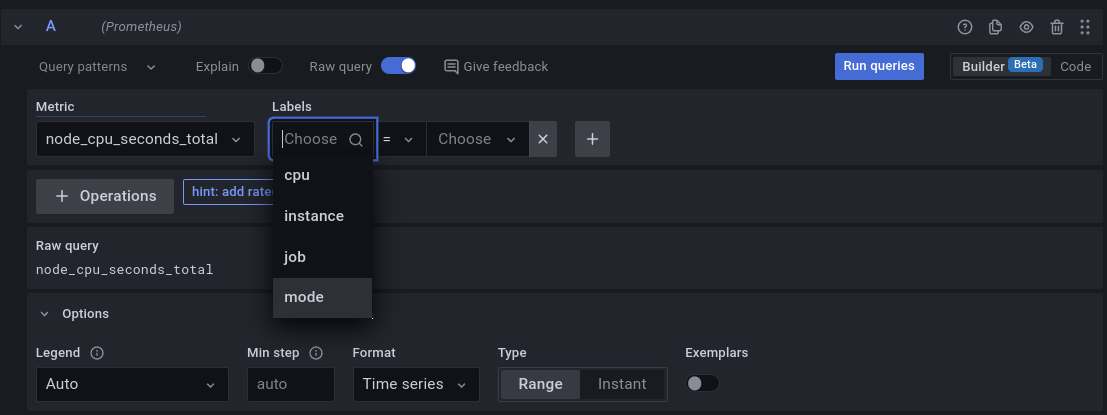 A (Prometheus)
Query patterns Explain Raw query Give feedback Run queries Builder Beta Code
Metric Labels
node_cpu_seconds_total Choose = Choose
cpu
+ Operations hint: add rate
instance
job
mode
Raw query
node_cpu_seconds_total
Options
Legend Min step Format Type Exemplars
Auto auto Time series Range Instant